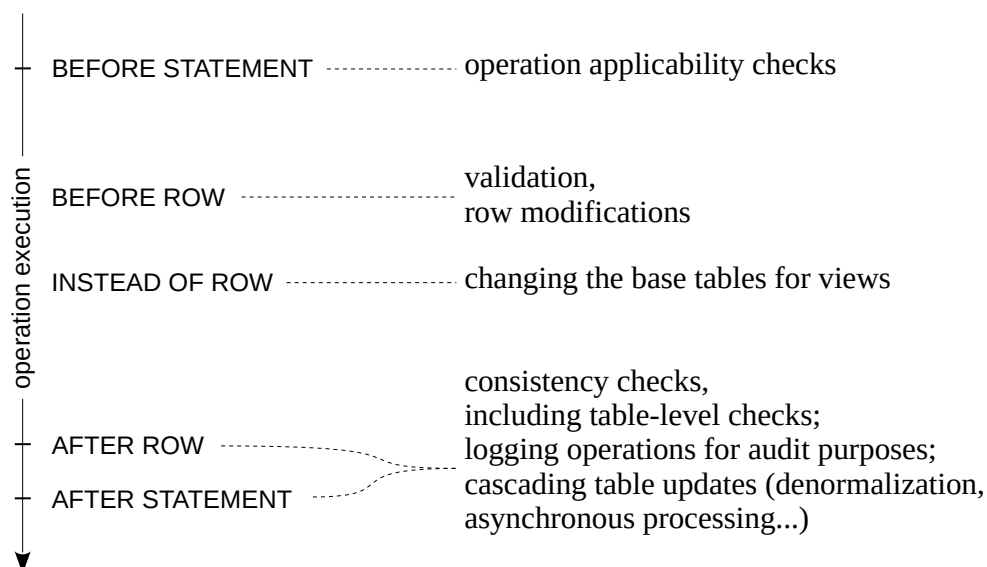 BEFORE STATEMENT
operation applicability checks
BEFORE ROW
validation,
row modifications
INSTEAD OF ROW
changing the base tables for views
operation execution
AFTER ROW
AFTER STATEMENT
consistency checks,
including table-level checks;
logging operations for audit purposes;
cascading table updates (denormalization,
asynchronous processing...)